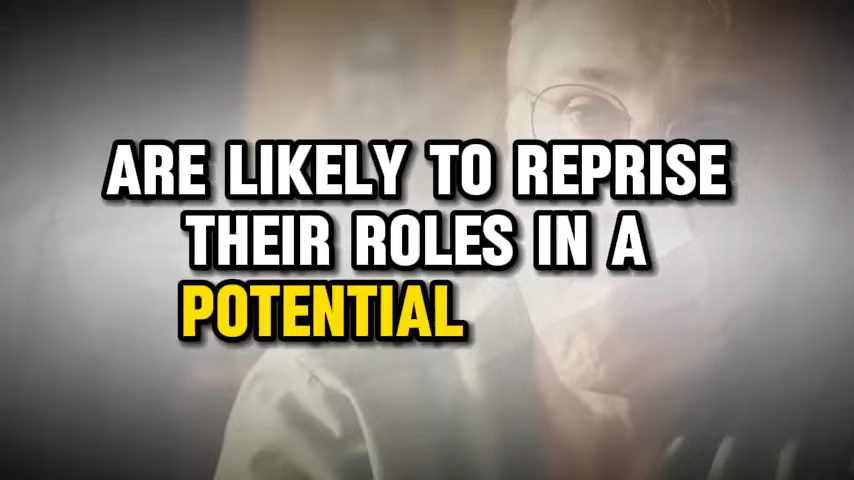 ARE LIKELY TO REPRISE
THEIR ROLES IN A
POTENTIAL